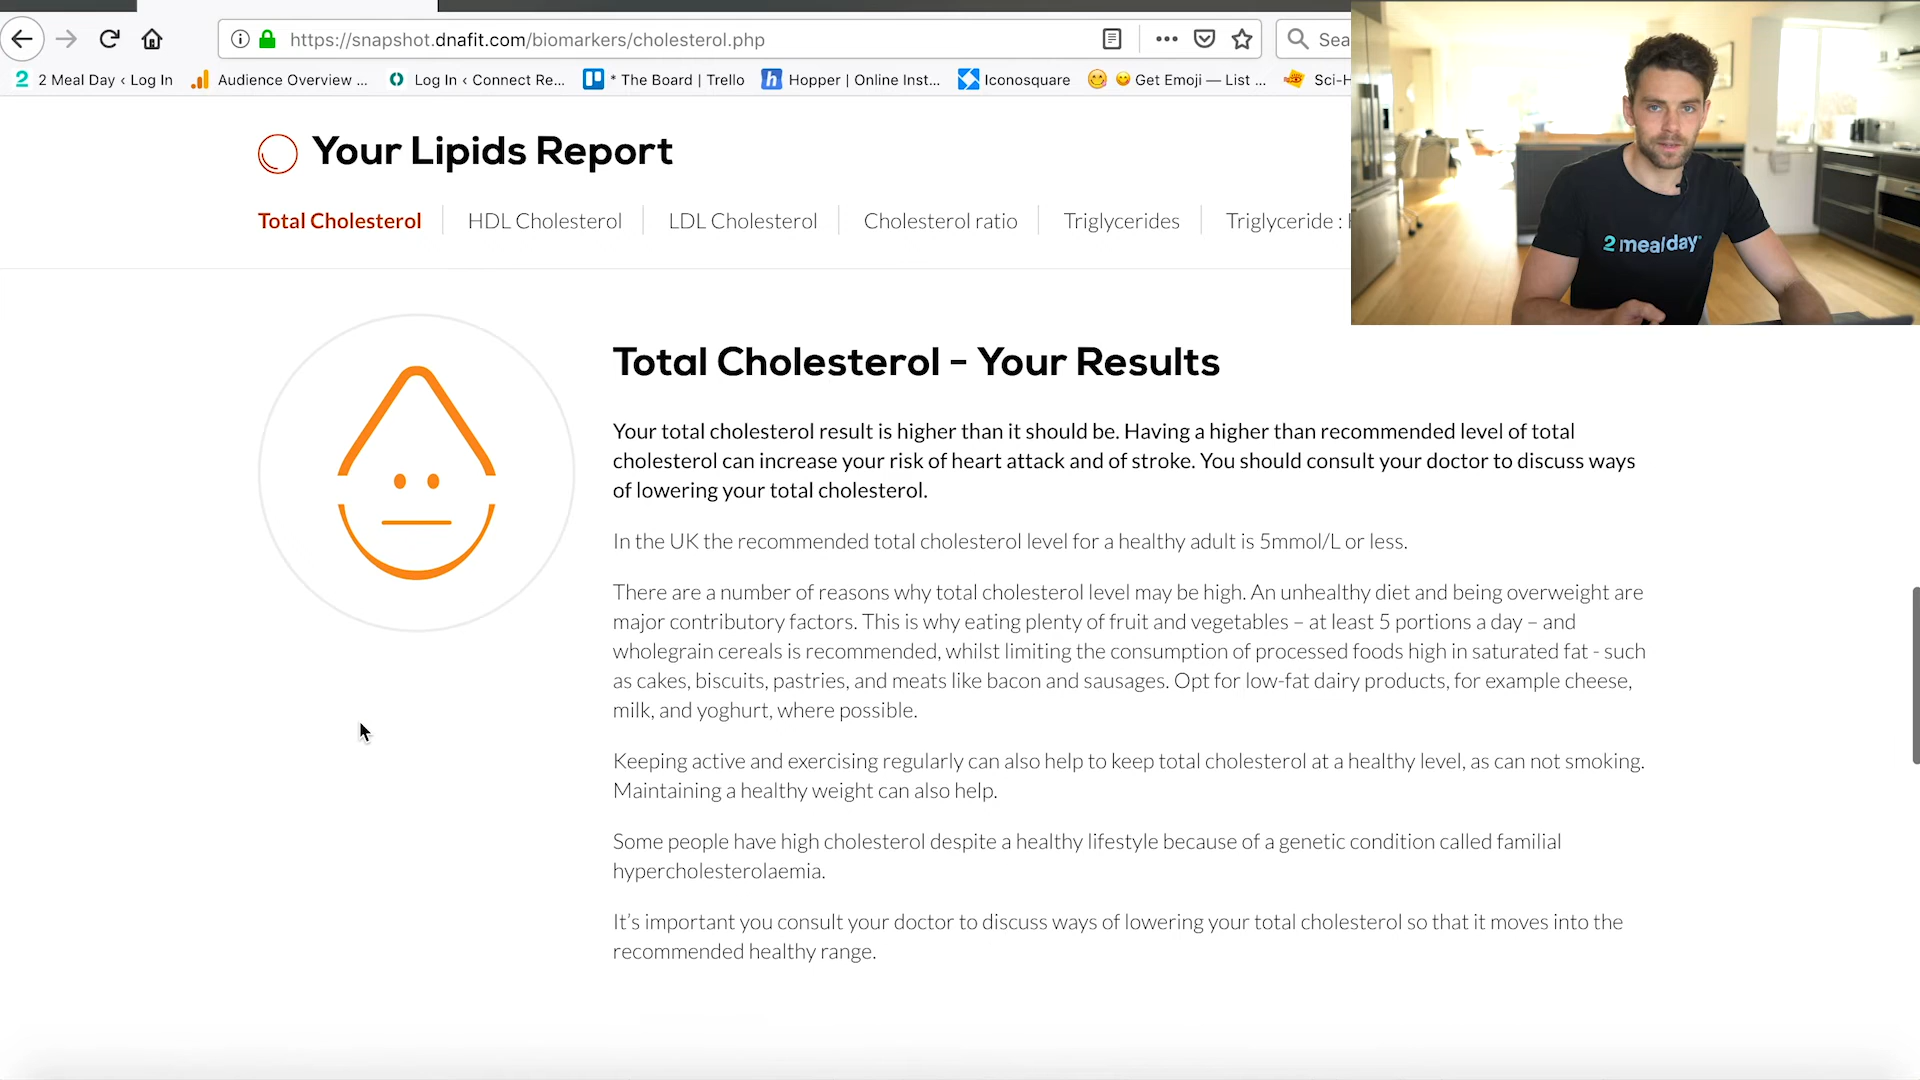 https://snapshot.dnafit.com/biomarkers/cholesterol.php
Sea
2 Meal Day ‹ Log In
Audience Overview ...
Log In ‹ Connect Re...
* The Board | Trello
Hopper | Online Inst...
Iconosquare
Get Emoji — List ...
Sci-H
Your Lipids Report
Total Cholesterol
HDL Cholesterol
LDL Cholesterol
Cholesterol ratio
Triglycerides
Triglyceride :
2 mealday
Total Cholesterol - Your Results
Your total cholesterol result is higher than it should be. Having a higher than recommended level of total
cholesterol can increase your risk of heart attack and of stroke. You should consult your doctor to discuss ways
of lowering your total cholesterol.
In the UK the recommended total cholesterol level for a healthy adult is 5mmol/L or less.
There are a number of reasons why total cholesterol level may be high. An unhealthy diet and being overweight are
major contributory factors. This is why eating plenty of fruit and vegetables – at least 5 portions a day – and
wholegrain cereals is recommended, whilst limiting the consumption of processed foods high in saturated fat - such
as cakes, biscuits, pastries, and meats like bacon and sausages. Opt for low-fat dairy products, for example cheese,
milk, and yoghurt, where possible.
Keeping active and exercising regularly can also help to keep total cholesterol at a healthy level, as can not smoking.
Maintaining a healthy weight can also help.
Some people have high cholesterol despite a healthy lifestyle because of a genetic condition called familial
hypercholesterolaemia.
It's important you consult your doctor to discuss ways of lowering your total cholesterol so that it moves into the
recommended healthy range.